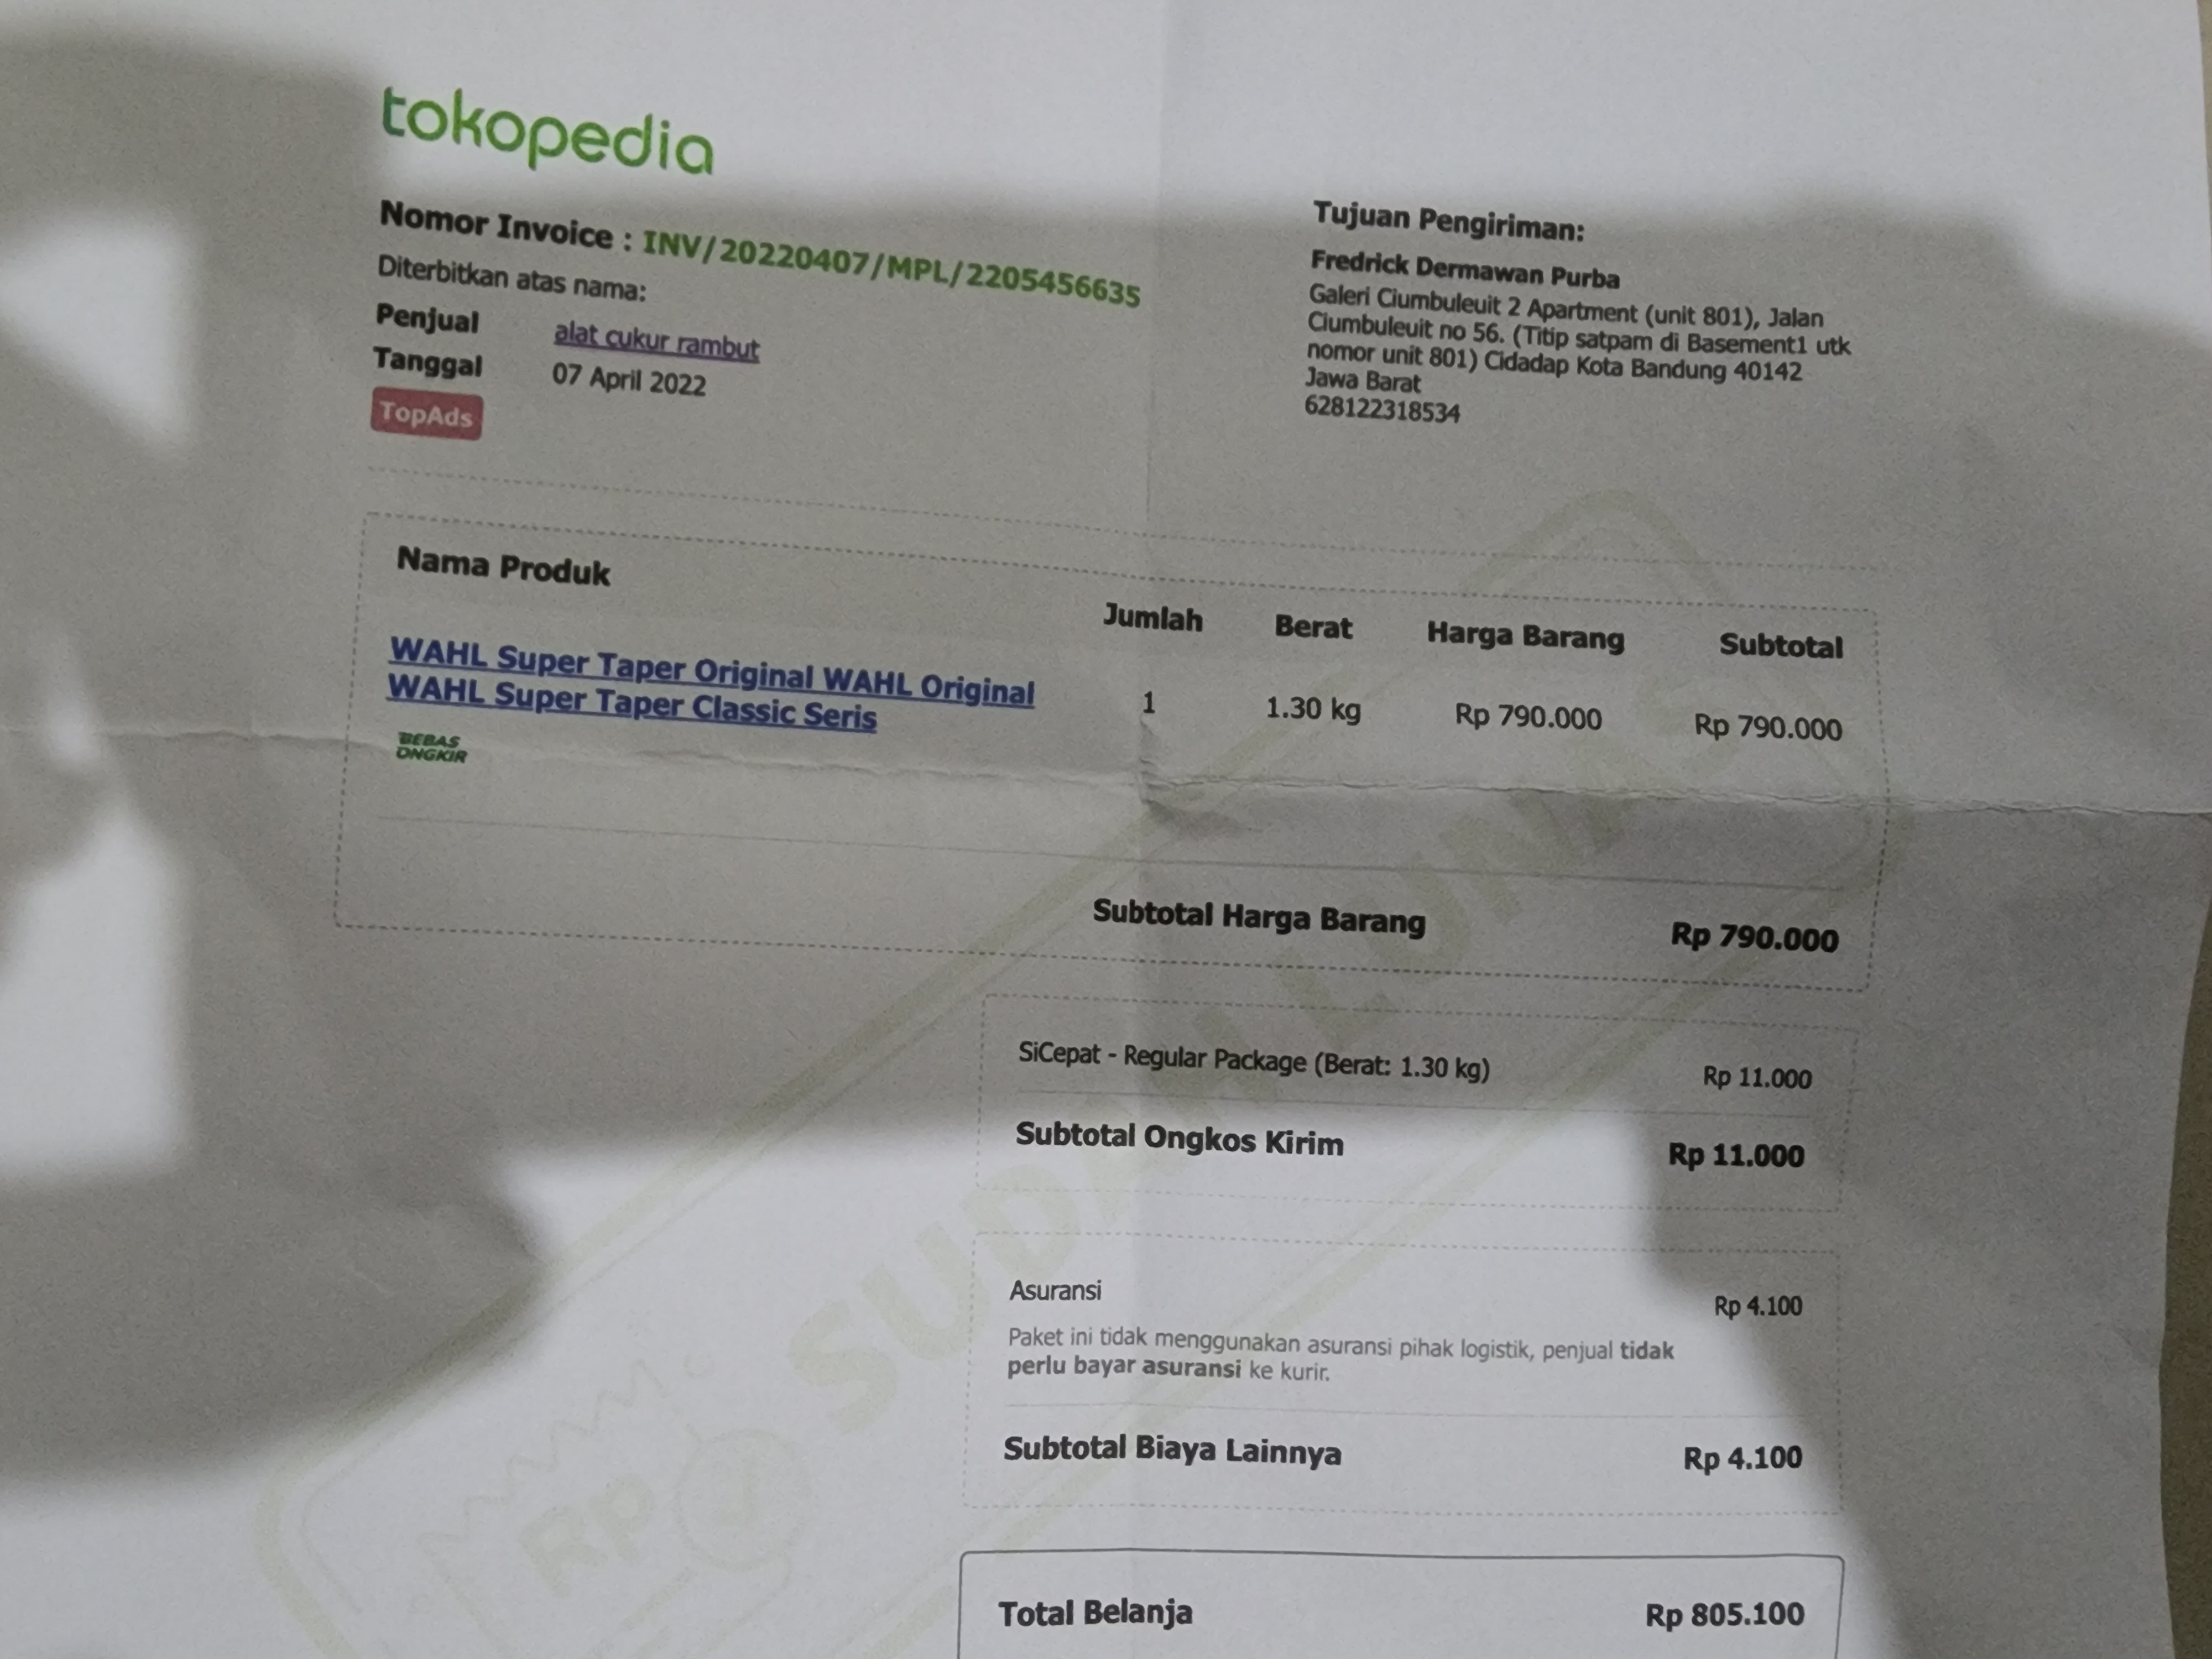 tokopedia
Nomor Invoice : INV/20220407/MPL/2205456635
Diterbitkan atas nama:
Penjual alat cukur rambut
Tanggal 07 April 2022
TopAds
Tujuan Pengiriman:
Fredrick Dermawan Purba
Galeri Ciumbuleuit 2 Apartment (unit 801), Jalan
Ciumbuleuit no 56. (Titip satpam di Basement1 utk
nomor unit 801) Cidadap Kota Bandung 40142
Jawa Barat
6281222318534
Nama Produk Jumlah Berat Harga Barang Subtotal
WAHL Super Taper Original WAHL Original
WAHL Super Taper Classic Seris
1 1.30 kg Rp 790.000 Rp 790.000
BEBAS
ONGKIR
Subtotal Harga Barang Rp 790.000
SiCepat - Regular Package (Berat: 1.30 kg) Rp 11.000
Subtotal Ongkos Kirim Rp 11.000
Asuransi Rp 4.100
Paket ini tidak menggunakan asuransi pihak logistik, penjual tidak
perlu bayar asuransi ke kurir.
Subtotal Biaya Lainnya Rp 4.100
Total Belanja Rp 805.100
Rp